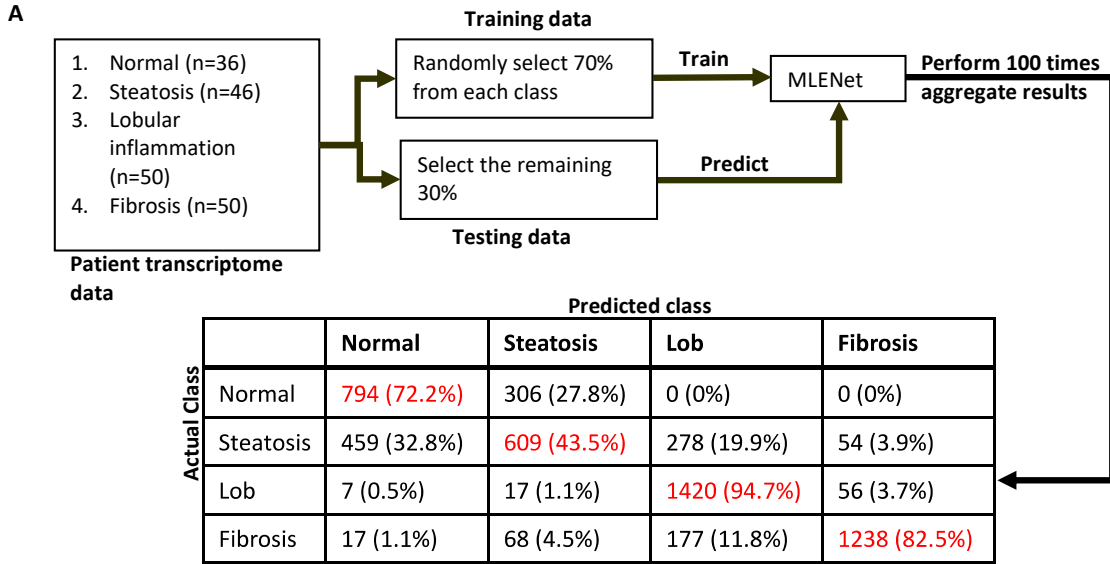 A
Training data
1. Normal (n=36)
2. Steatosis (n=46)
3. Lobular
inflammation
(n=50)
4. Fibrosis (n=50)
Patient transcriptome
data
Randomly select 70%
from each class
Train
MLENet
Perform 100 times
aggregate results
Select the remaining
30%
Predict
Testing data
Predicted class
Actual Class
Normal Steatosis Lob Fibrosis
Normal 794 (72.2%) 306 (27.8%) 0 (0%) 0 (0%)
Steatosis 459 (32.8%) 609 (43.5%) 278 (19.9%) 54 (3.9%)
Lob 7 (0.5%) 17 (1.1%) 1420 (94.7%) 56 (3.7%)
Fibrosis 17 (1.1%) 68 (4.5%) 177 (11.8%) 1238 (82.5%)